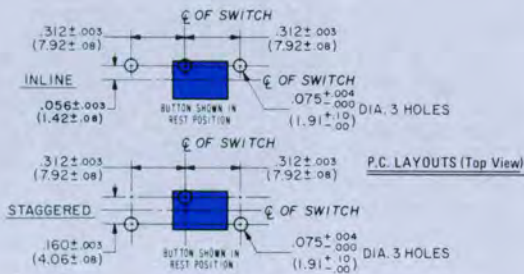 ℄ OF SWITCH
.312±.003
(7.92±.08)
.312±.003
(7.92±.08)
INLINE
℄ OF SWITCH
.056±.003
(1.42±.08)
BUTTON SHOWN IN
REST POSITION
.075+.004 -.000 DIA. 3 HOLES
(1.91+.10 -.00)
℄ OF SWITCH
.312±.003
(7.92±.08)
.312±.003
(7.92±.08)
P.C. LAYOUTS (Top View)
STAGGERED
℄ OF SWITCH
.160±.003
(4.06±.08)
BUTTON SHOWN IN
REST POSITION
.075+.004 -.000 DIA. 3 HOLES
(1.91+.10 -.00)